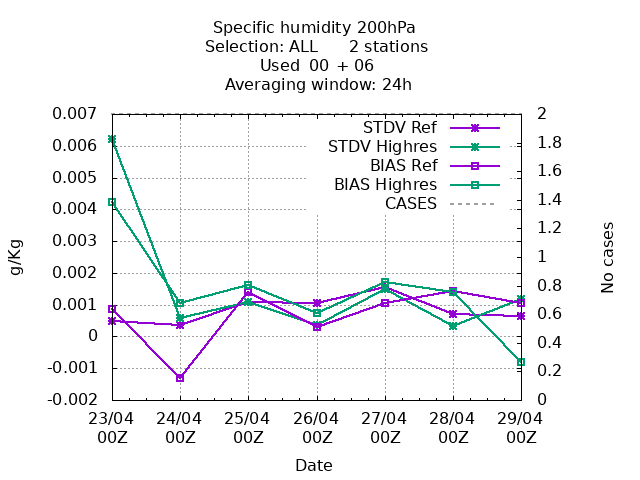 Specific humidity 200hPa
Selection: ALL 2 stations
Used 00 + 06
Averaging window: 24h
0.007
0.006
0.005
0.004
0.003
0.002
0.001
0
-0.001
-0.002
g/Kg
2
1.8
1.6
1.4
1.2
1
0.8
0.6
0.4
0.2
0
No cases
STDV Ref
STDV Highres
BIAS Ref
BIAS Highres
CASES
23/04 24/04 25/04 26/04 27/04 28/04 29/04
00Z 00Z 00Z 00Z 00Z 00Z 00Z
Date